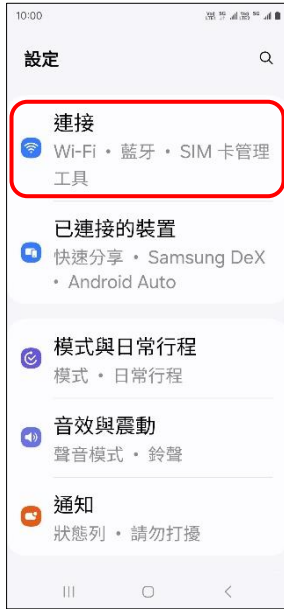 10:00
設定
連接
Wi-Fi • 藍牙 • SIM 卡管理
工具
已連接的裝置
快速分享 • Samsung DeX
• Android Auto
模式與日常行程
模式 • 日常行程
音效與震動
聲音模式 • 鈴聲
通知
狀態列 • 請勿打擾